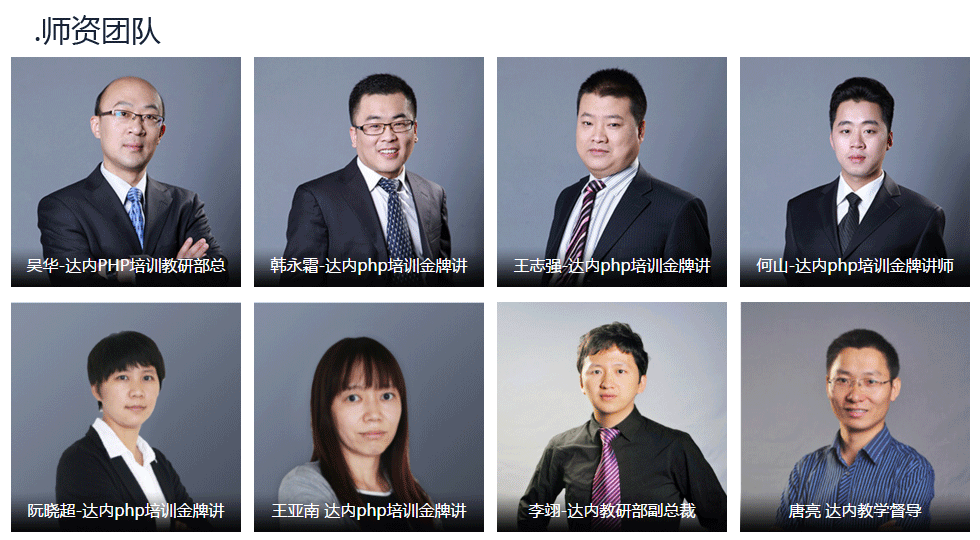 .师资团队
吴华-达内PHP培训教研部总
韩永霜-达内php培训金牌讲
王志强-达内php培训金牌讲
何山-达内php培训金牌讲师
阮晓超-达内php培训金牌讲
王亚南 达内php培训金牌讲
李翊-达内教研部副总裁
唐亮 达内教学督导